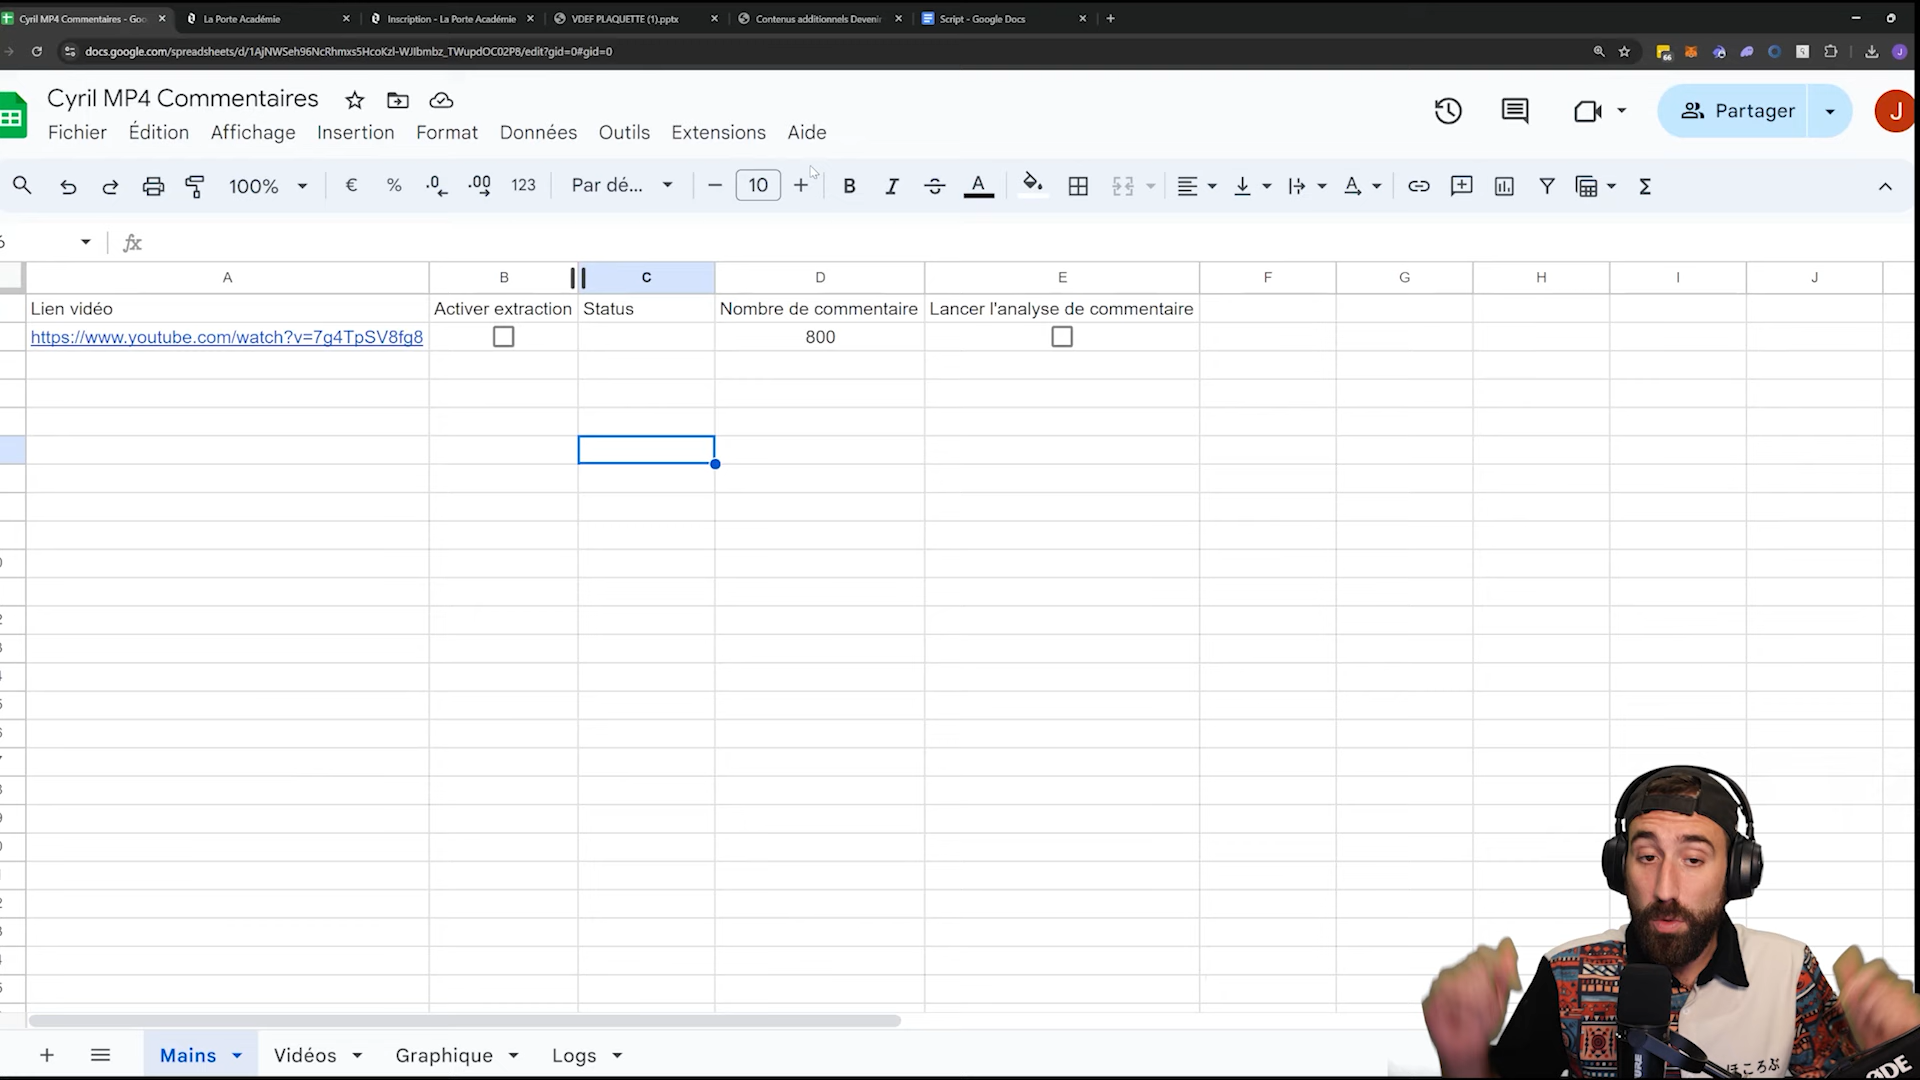 Cyril MP4 Commentaires - Goo
La Porte Académie
Inscription - La Porte Académie
VDEF PLAQUETTE (1).pptx
Contenus additionnels Devenir
Script - Google Docs
docs.google.com/spreadsheets/d/1AjNWSeh96NcRhmxs5HcoKzl-WJIbmbz_TWupdOC02P8/edit?gid=0#gid=0
Cyril MP4 Commentaires
Partager
J
Fichier Édition Affichage Insertion Format Données Outils Extensions Aide
100% € % .0 .00 123 Par dé... 10 B I A
fx
A B C D E F G H I J
Lien vidéo Activer extraction Status Nombre de commentaire Lancer l'analyse de commentaire
https://www.youtube.com/watch?v=7g4TpSV8fg8 800
Mains Vidéos Graphique Logs